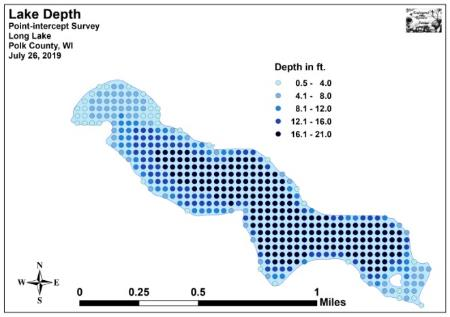 Lake Depth
Point-intercept Survey
Long Lake
Polk County, WI
July 26, 2019
Depth in ft.
0.5 - 4.0
4.1 - 8.0
8.1 - 12.0
12.1 - 16.0
16.1 - 21.0
N
W E
S
0 0.25 0.5 1
Miles